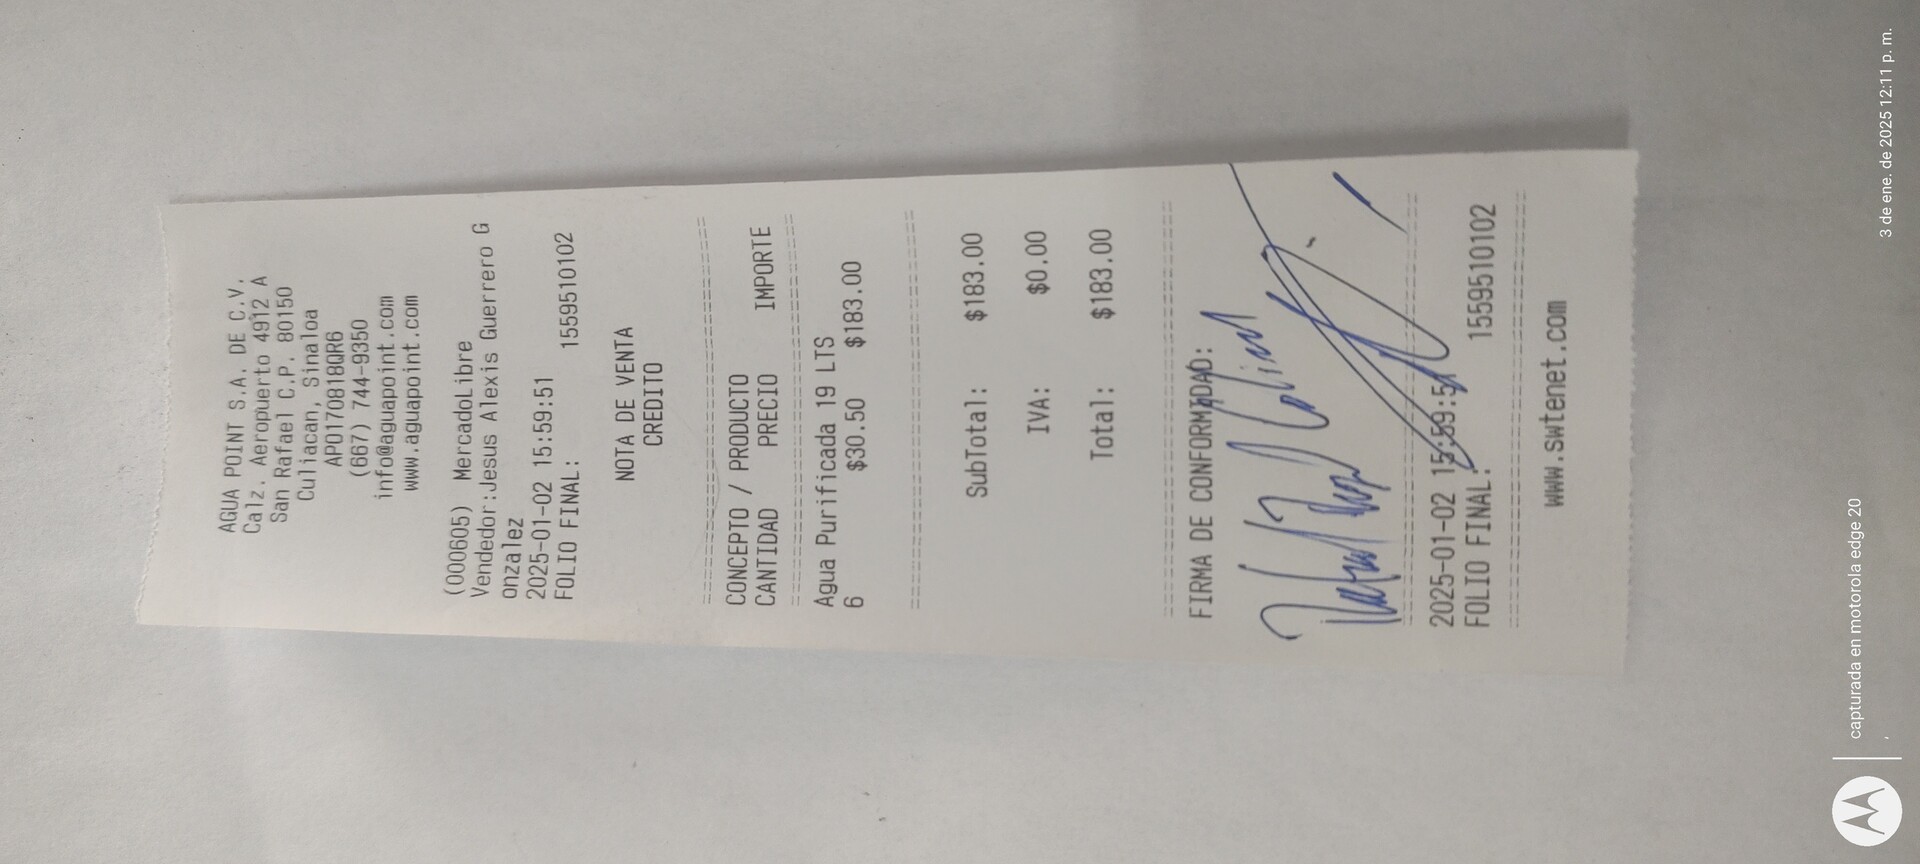 AGUA POINT S.A. DE C.V.
Calz. Aeropuerto 4912 A
San Rafael C.P. 80150
Culiacan, Sinaloa
APO170818QR6
(667) 744-9350
info@aguapoint.com
www.aguapoint.com
(000605) MercadoLibre
Vendedor:Jesus Alexis Guerrero G
onzalez
2025-01-02 15:59:51
FOLIO FINAL: 1559510102
NOTA DE VENTA
CREDITO
CONCEPTO / PRODUCTO
CANTIDAD PRECIO IMPORTE
Agua Purificada 19 LTS
6 $30.50 $183.00
SubTotal: $183.00
IVA: $0.00
Total: $183.00
FIRMA DE CONFORMIDAD:
2025-01-02 15:59:51
FOLIO FINAL: 1559510102
www.swtenet.com
capturada en motorola edge 20
3 de ene. de 2025 12:11 p. m.